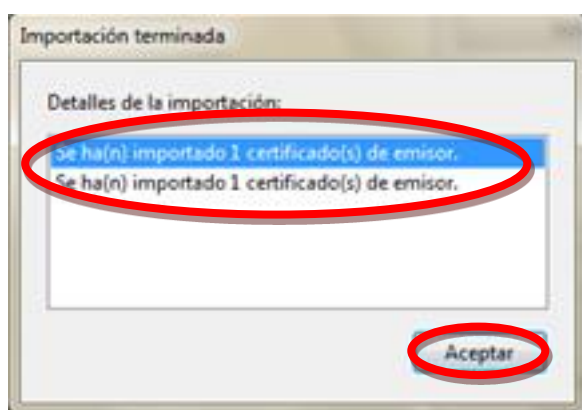 Importación terminada
Detalles de la importación:
Se ha(n) importado 1 certificado(s) de emisor.
Se ha(n) importado 1 certificado(s) de emisor.
Aceptar